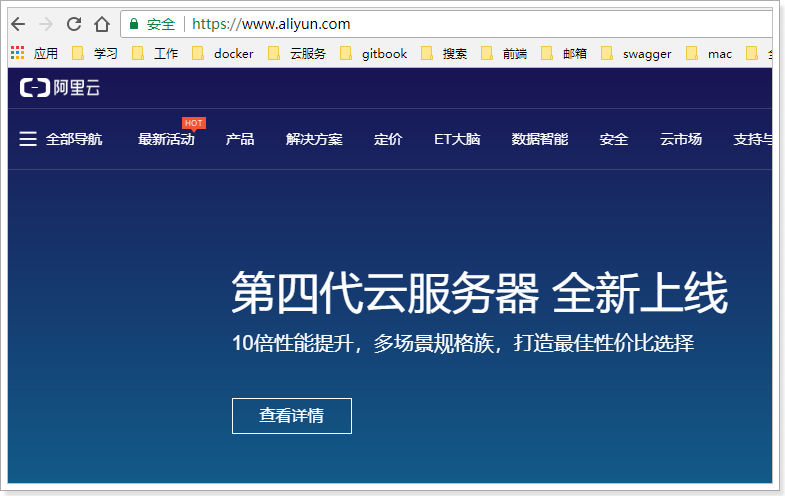 安全 https://www.aliyun.com
应用 学习 工作 docker 云服务 gitbook 搜索 前端 邮箱 swagger mac
阿里云
HOT
全部导航 最新活动 产品 解决方案 定价 ET大脑 数据智能 安全 云市场 支持与
第四代云服务器 全新上线
10倍性能提升，多场景规格族，打造最佳性价比选择
查看详情